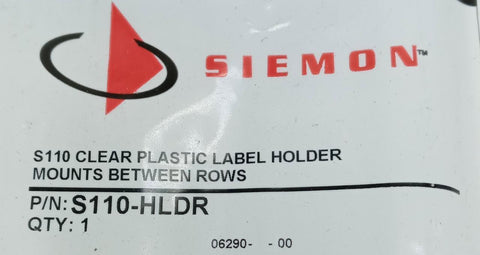 SIEMON™
S110 CLEAR PLASTIC LABEL HOLDER
MOUNTS BETWEEN ROWS
P/N: S110-HLDR
QTY: 1
06290- - 00